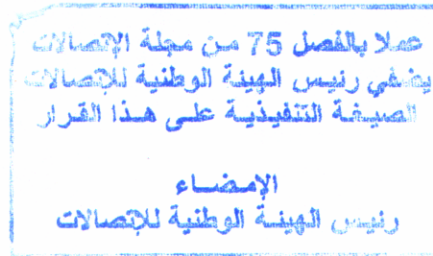 عملا بالفصل 75 من مجلة الإتصالات
يضفي رئيس الهيئة الوطنية للإتصالات
الصيغة التنفيذية على هذا القرار
الإمضاء
رئيس الهيئة الوطنية للإتصالات